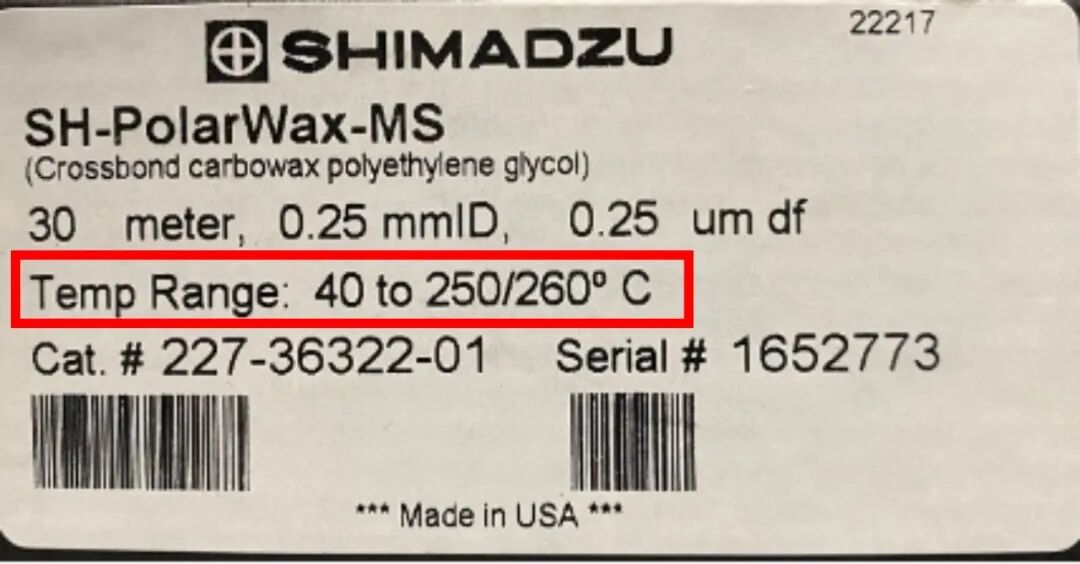 22217
SHIMADZU
SH-PolarWax-MS
(Crossbond carbowax polyethylene glycol)
30 meter, 0.25 mmID, 0.25 um df
Temp Range: 40 to 250/260º C
Cat. # 227-36322-01 Serial # 1652773
*** Made in USA ***